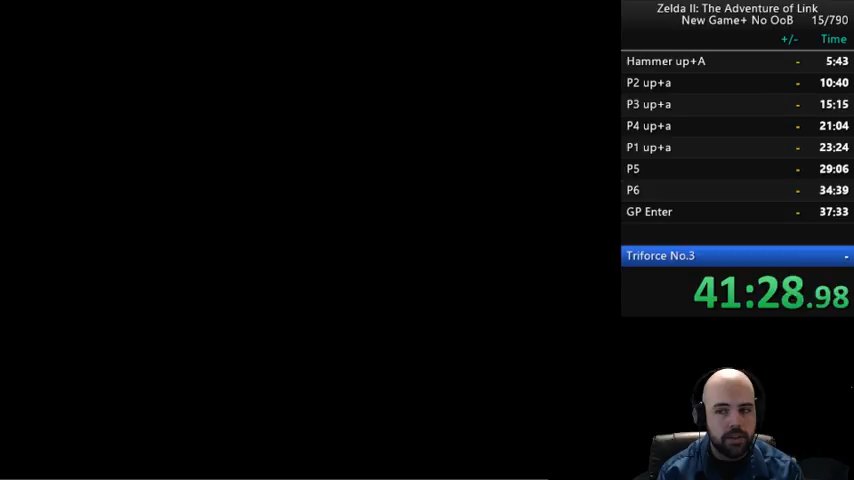 Zelda II: The Adventure of Link
New Game+ No OoB 15/790
+/- Time
Hammer up+A - 5:43
P2 up+a - 10:40
P3 up+a - 15:15
P4 up+a - 21:04
P1 up+a - 23:24
P5 - 29:06
P6 - 34:39
GP Enter - 37:33
Triforce No.3 -
41:28.98